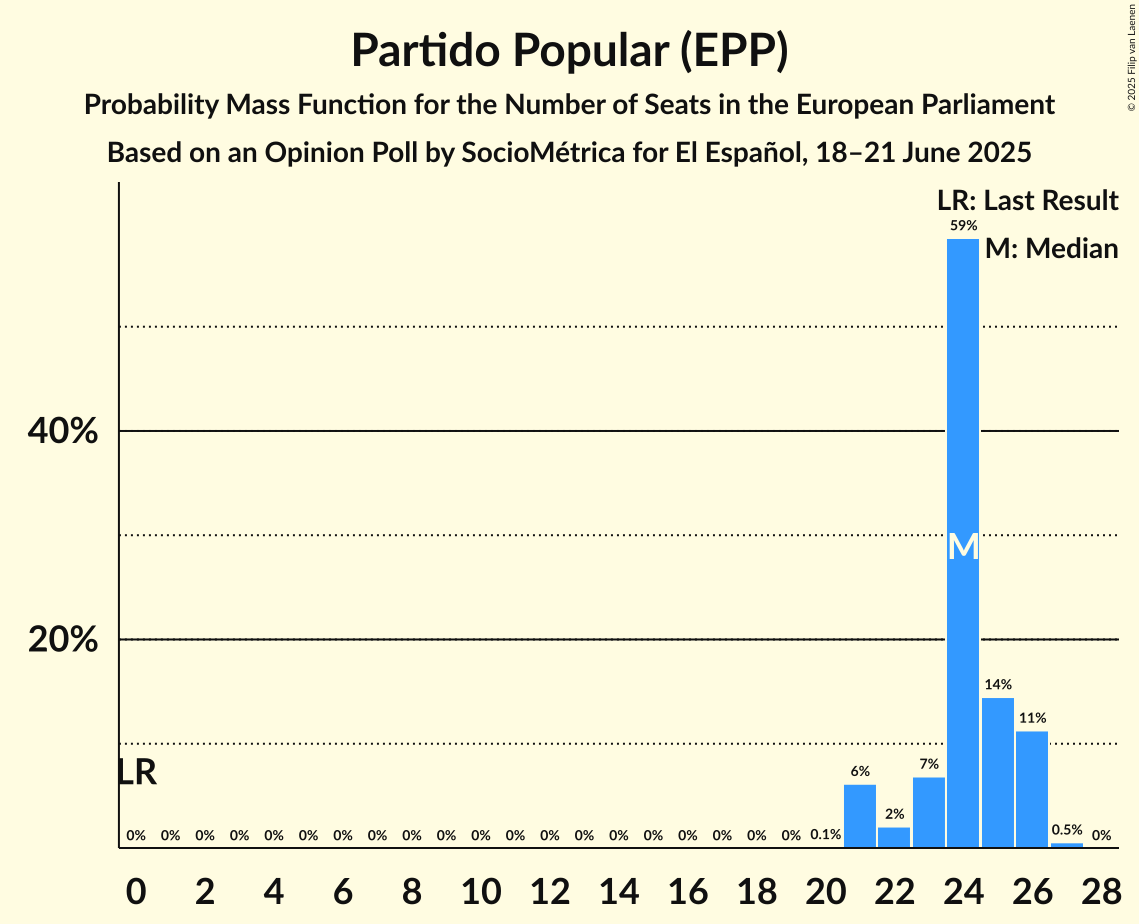 Partido Popular (EPP)
Probability Mass Function for the Number of Seats in the European Parliament
Based on an Opinion Poll by SocioMétrica for El Español, 18–21 June 2025
© 2025 Filip van Laenen
LR: Last Result
M: Median
59%
40%
M
20%
14%
11%
LR
6%
2%
7%
0% 0% 0% 0% 0% 0% 0% 0% 0% 0% 0% 0% 0% 0% 0% 0% 0% 0% 0% 0% 0.1% 0.5% 0%
0 2 4 6 8 10 12 14 16 18 20 22 24 26 28